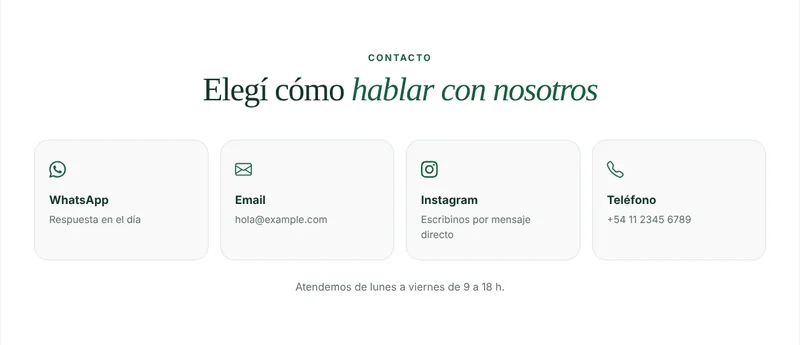 CONTACTO
Elegí cómo hablar con nosotros
WhatsApp
Respuesta en el día
Email
hola@example.com
Instagram
Escribinos por mensaje
directo
Teléfono
+54 11 2345 6789
Atendemos de lunes a viernes de 9 a 18 h.